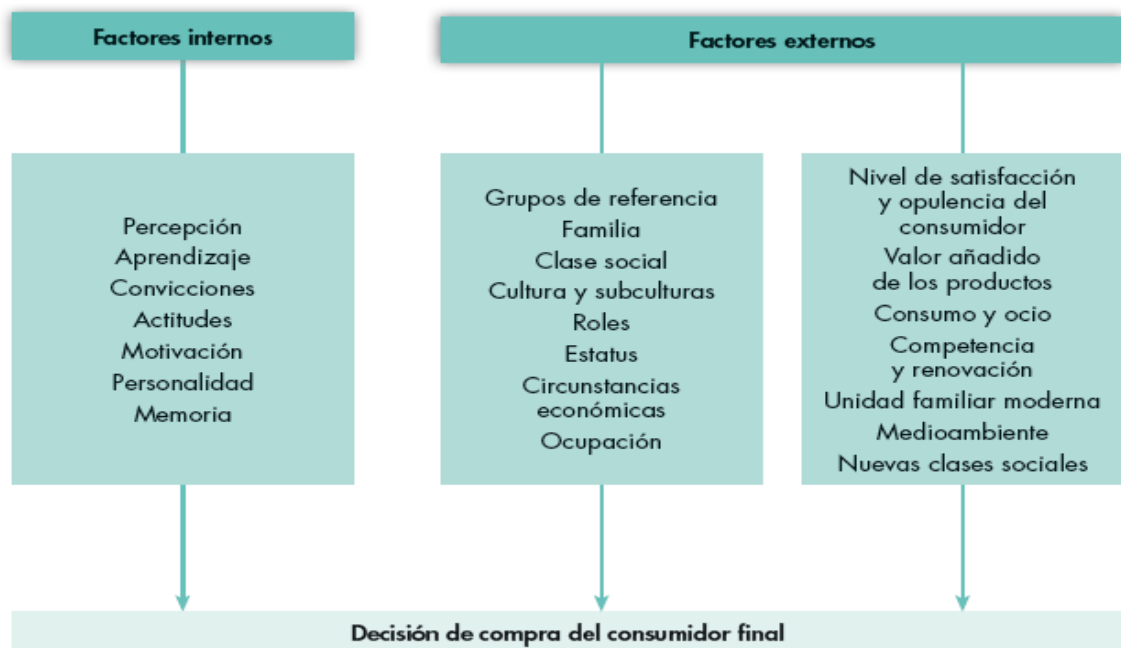 Factores internos
Factores externos
Percepción
Aprendizaje
Convicciones
Actitudes
Motivación
Personalidad
Memoria
Grupos de referencia
Familia
Clase social
Cultura y subculturas
Roles
Estatus
Circunstancias
económicas
Ocupación
Nivel de satisfacción
y opulencia del
consumidor
Valor añadido
de los productos
Consumo y ocio
Competencia
y renovación
Unidad familiar moderna
Medioambiente
Nuevas clases sociales
Decisión de compra del consumidor final